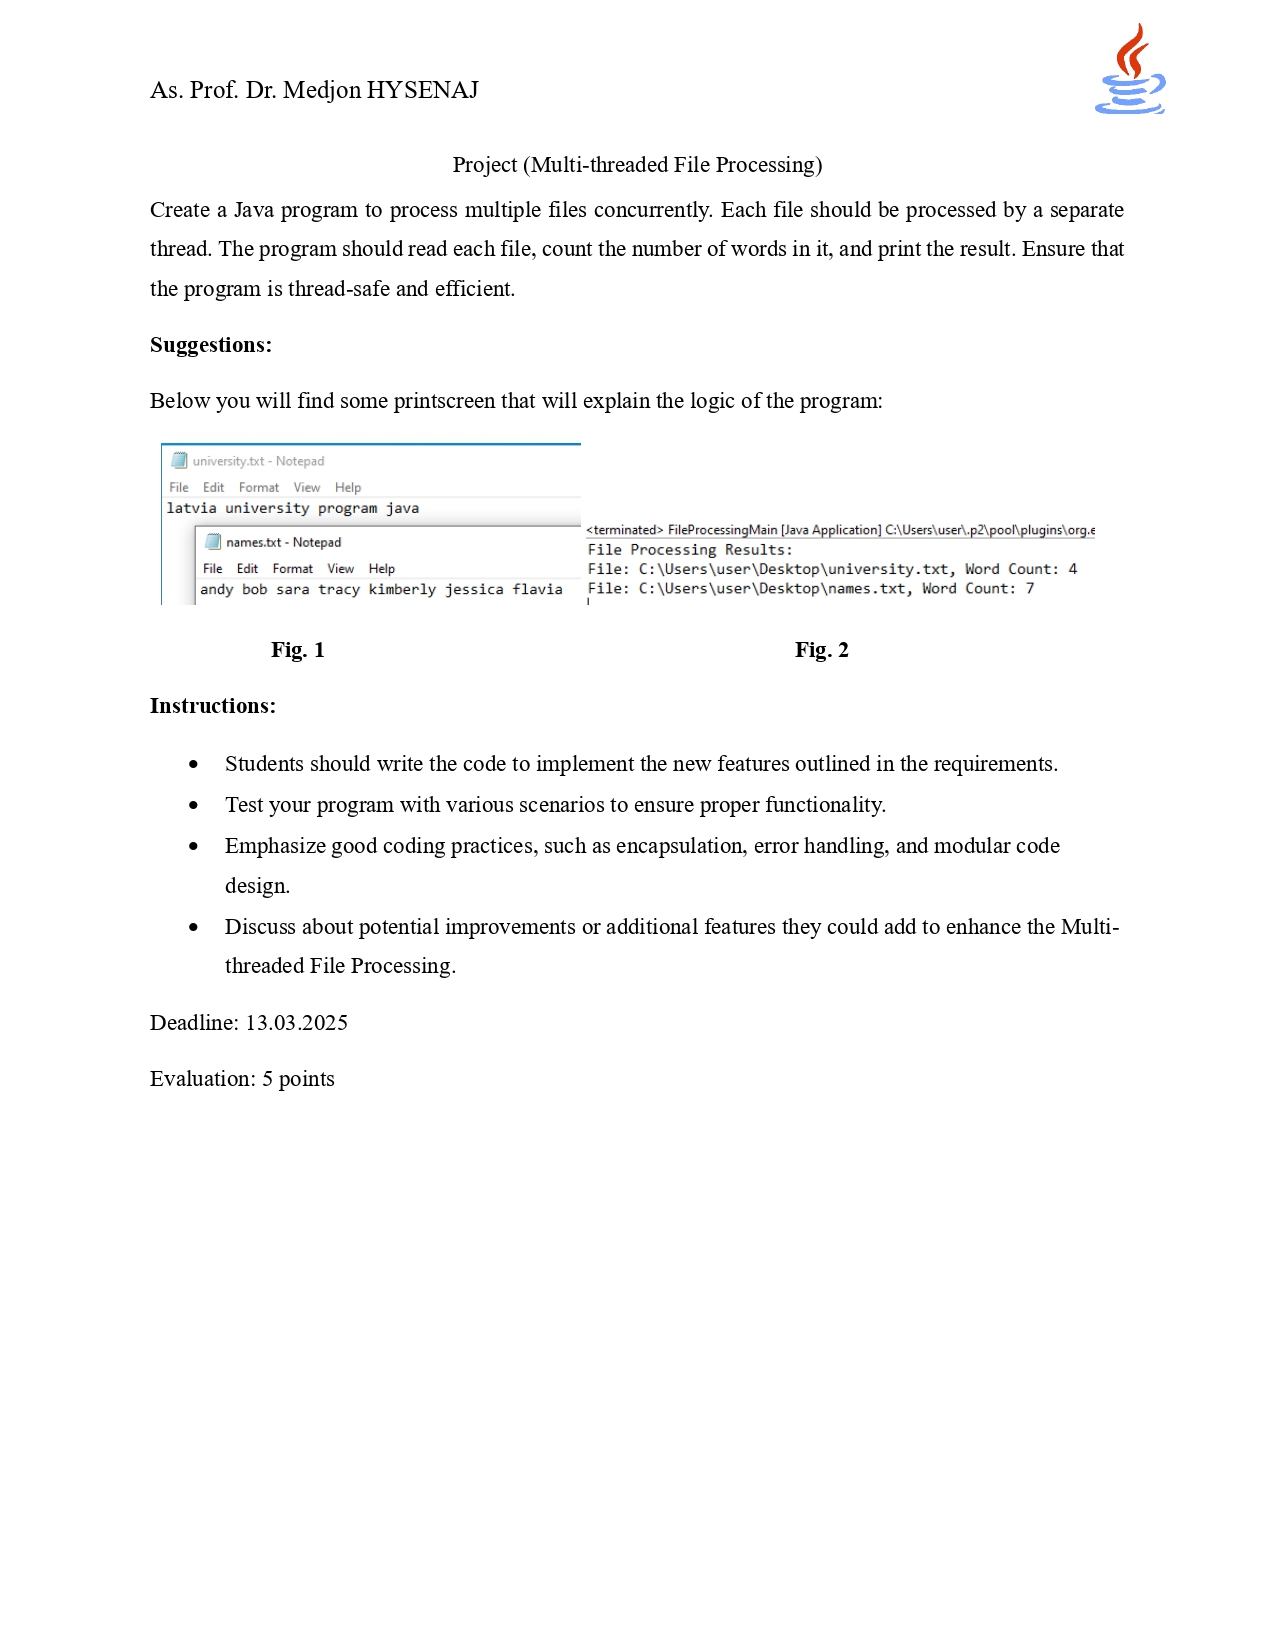 As. Prof. Dr. Medjon HYSENAJ
Project (Multi-threaded File Processing)
Create a Java program to process multiple files concurrently. Each file should be processed by a separate
thread. The program should read each file, count the number of words in it, and print the result. Ensure that
the program is thread-safe and efficient.
Suggestions:
Below you will find some printscreen that will explain the logic of the program:
university.txt - Notepad
File Edit Format View Help
latvia university program java
names.txt - Notepad
File Edit Format View Help
andy bob sara tracy kimberly jessica flavia
<terminated> FileProcessingMain [Java Application] C:\Users\user\.p2\pool\plugins\org.e
File Processing Results:
File: C:\Users\user\Desktop\university.txt, Word Count: 4
File: C:\Users\user\Desktop\names.txt, Word Count: 7
Fig. 1
Fig. 2
Instructions:
• Students should write the code to implement the new features outlined in the requirements.
• Test your program with various scenarios to ensure proper functionality.
• Emphasize good coding practices, such as encapsulation, error handling, and modular code
design.
• Discuss about potential improvements or additional features they could add to enhance the Multi-
threaded File Processing.
Deadline: 13.03.2025
Evaluation: 5 points